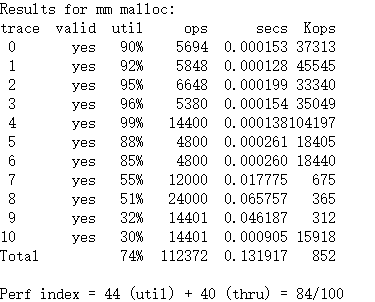 Results for mm malloc:
trace valid util ops secs Kops
0 yes 90% 5694 0.000153 37313
1 yes 92% 5848 0.000128 45545
2 yes 95% 6648 0.000199 33340
3 yes 96% 5380 0.000154 35049
4 yes 99% 14400 0.000138104197
5 yes 88% 4800 0.000261 18405
6 yes 85% 4800 0.000260 18440
7 yes 55% 12000 0.017775 675
8 yes 51% 24000 0.065757 365
9 yes 32% 14401 0.046187 312
10 yes 30% 14401 0.000905 15918
Total 74% 112372 0.131917 852
Perf index = 44 (util) + 40 (thru) = 84/100